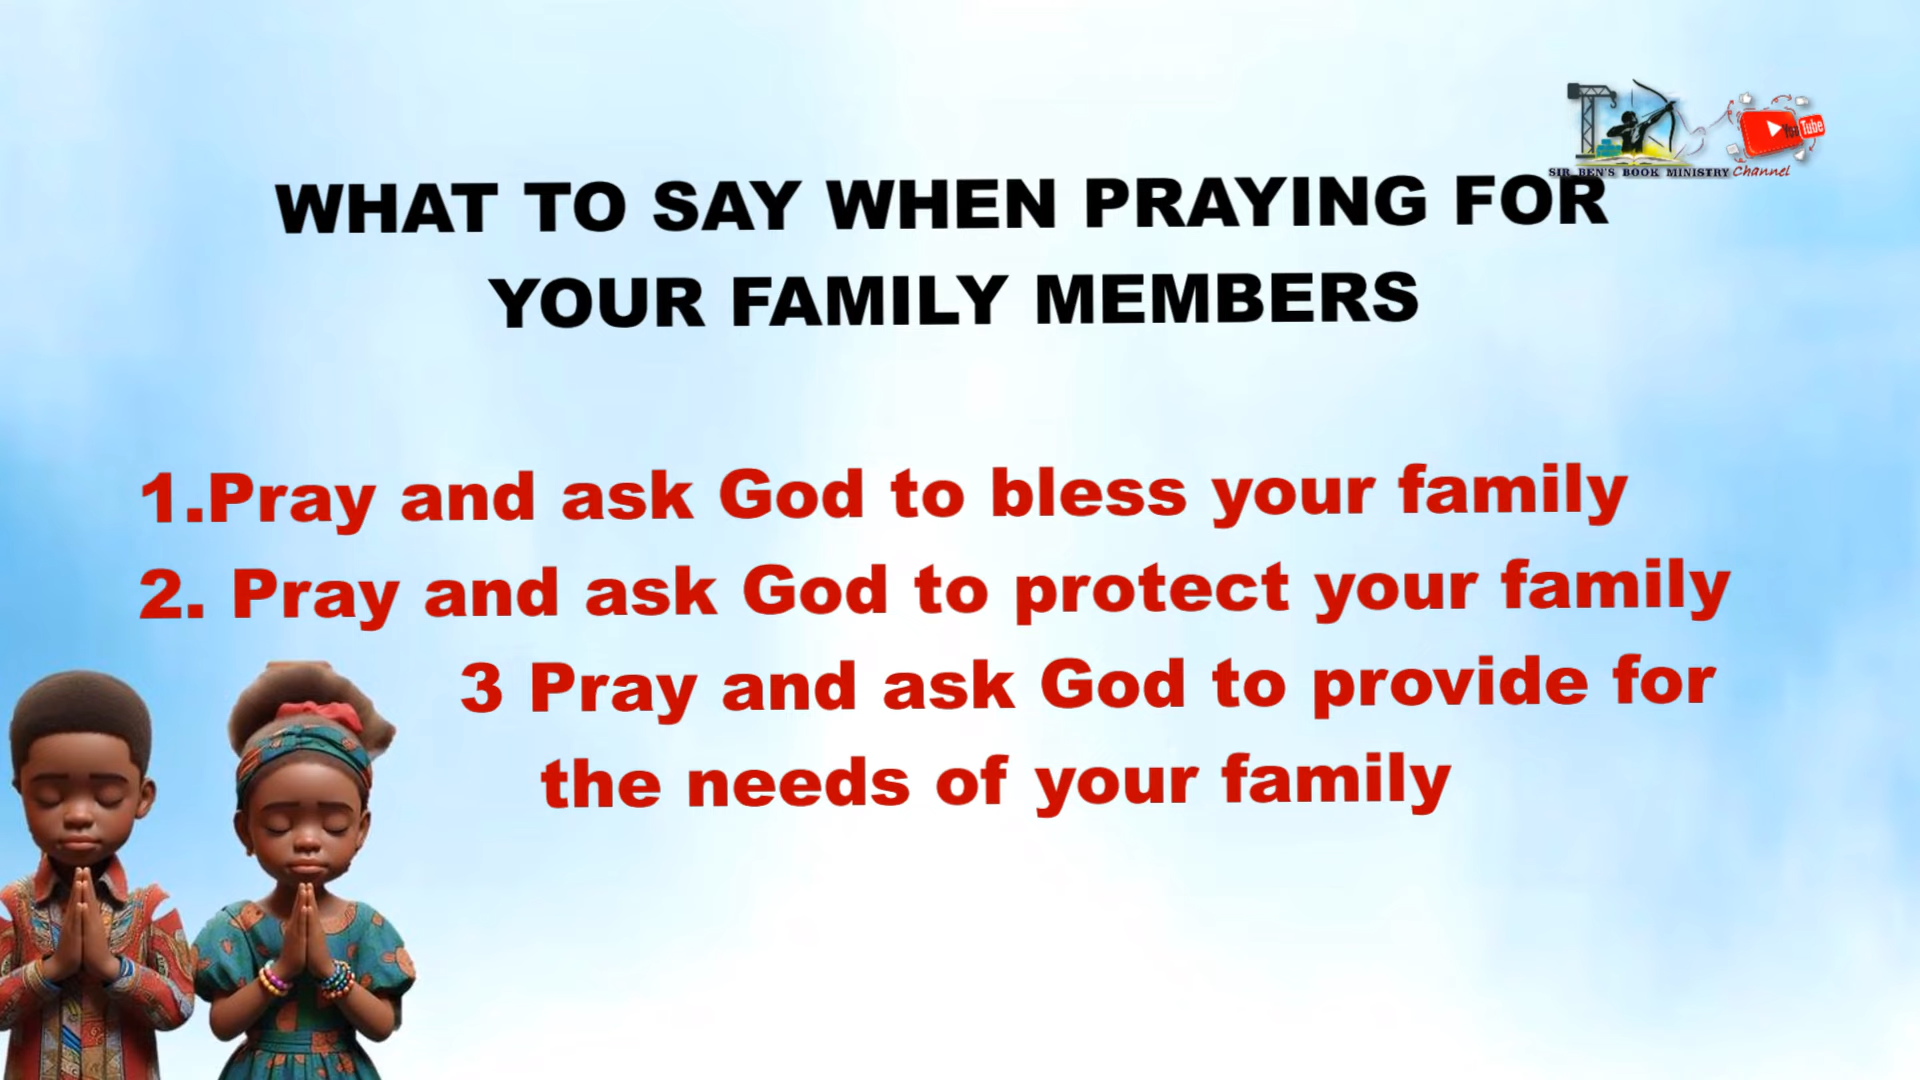 SIR BEN'S BOOK MINISTRY Channel
YouTube
WHAT TO SAY WHEN PRAYING FOR
YOUR FAMILY MEMBERS
1.Pray and ask God to bless your family
2. Pray and ask God to protect your family
3 Pray and ask God to provide for
the needs of your family